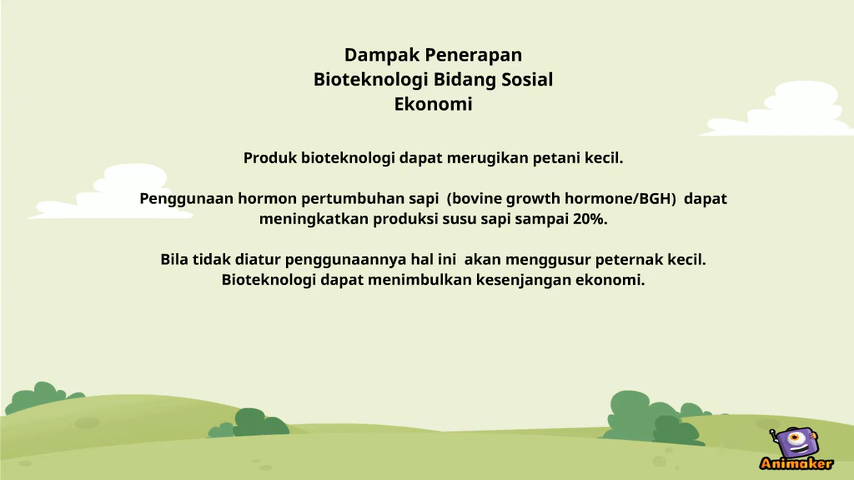 Dampak Penerapan
Bioteknologi Bidang Sosial
Ekonomi
Produk bioteknologi dapat merugikan petani kecil.
Penggunaan hormon pertumbuhan sapi (bovine growth hormone/BGH) dapat
meningkatkan produksi susu sapi sampai 20%.
Bila tidak diatur penggunaannya hal ini akan menggusur peternak kecil.
Bioteknologi dapat menimbulkan kesenjangan ekonomi.
Animaker